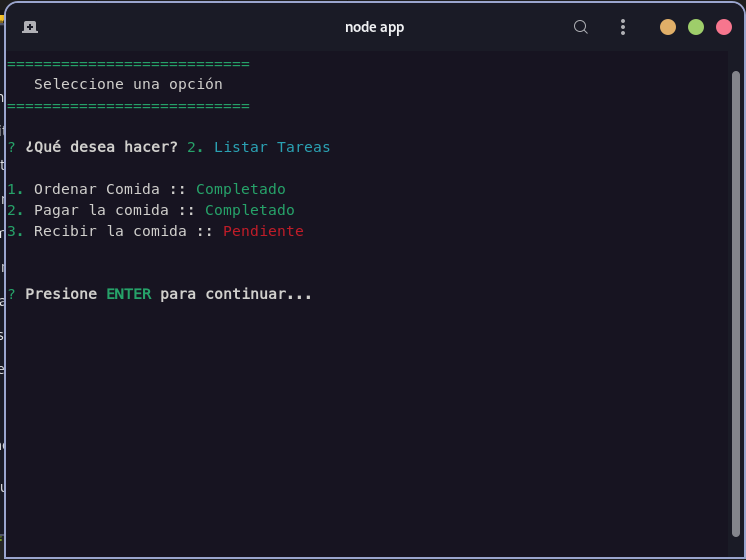 node app
===========================
Seleccione una opción
===========================
? ¿Qué desea hacer? 2. Listar Tareas
1. Ordenar Comida :: Completado
2. Pagar la comida :: Completado
3. Recibir la comida :: Pendiente
? Presione ENTER para continuar...